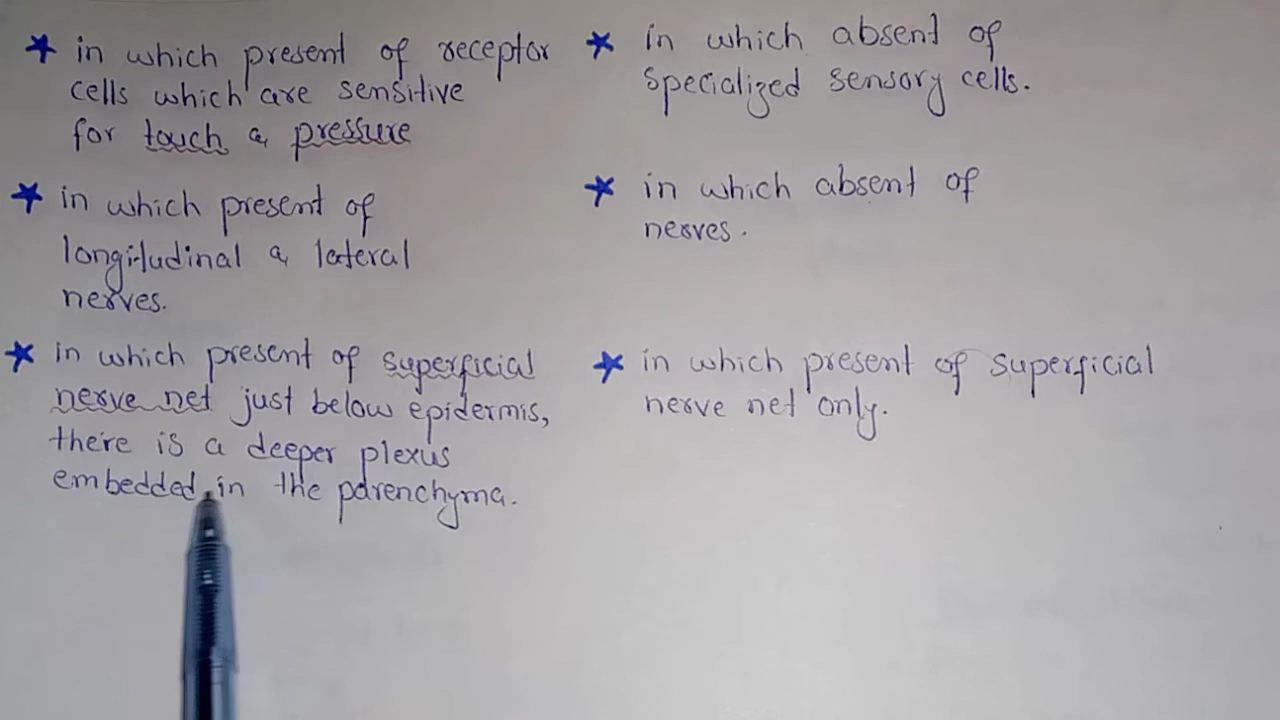 ★ in which present of receptor
cells which are sensitive
for touch & pressure
★ in which present of
longitudinal & lateral
nerves.
★ in which present of superficial
nerve net just below epidermis,
there is a deeper plexus
embedded in the parenchyma.
★ in which absent of
specialized sensory cells.
★ in which absent of
nerves.
★ in which present of superficial
nerve net only.